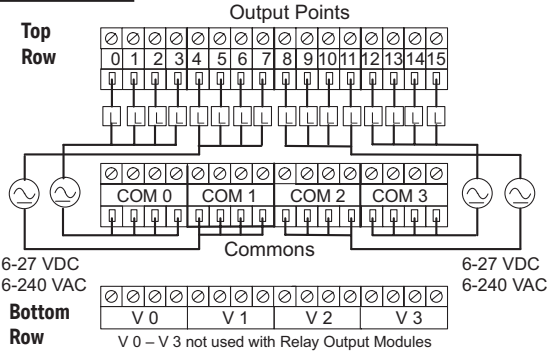 Output Points
Top
Row
0 1 2 3 4 5 6 7 8 9 10 11 12 13 14 15
L L L L L L L L L L L L L L L L
COM 0 COM 1 COM 2 COM 3
Commons
6-27 VDC
6-240 VAC
6-27 VDC
6-240 VAC
Bottom
Row
V 0 V 1 V 2 V 3
V 0 – V 3 not used with Relay Output Modules